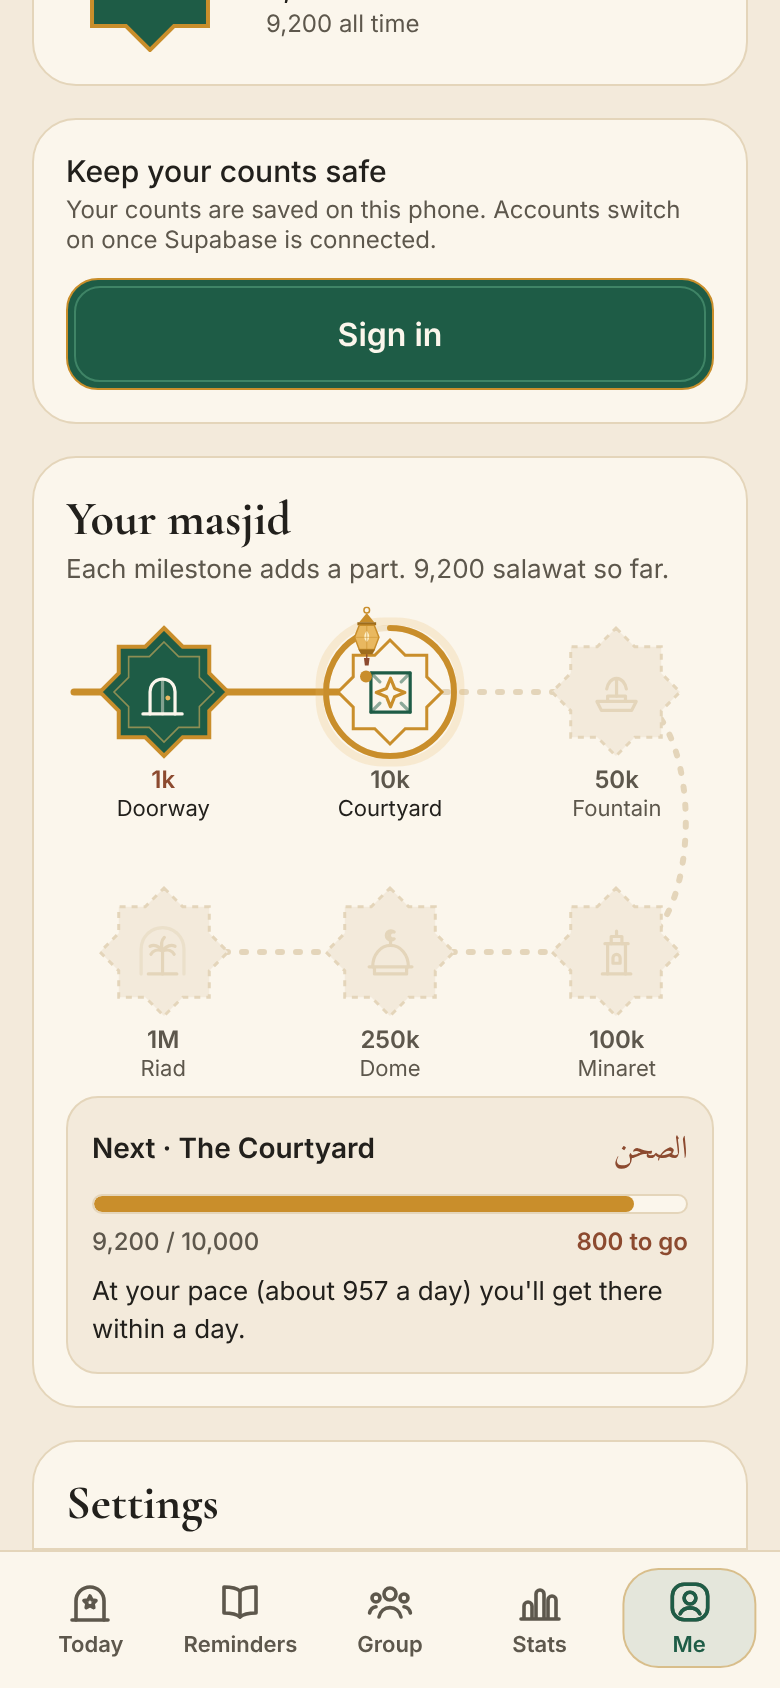 9,200 all time
Keep your counts safe
Your counts are saved on this phone. Accounts switch
on once Supabase is connected.
Sign in
Your masjid
Each milestone adds a part. 9,200 salawat so far.
1k
Doorway
10k
Courtyard
50k
Fountain
1M
Riad
250k
Dome
100k
Minaret
Next · The Courtyard
الصحن
9,200 / 10,000
800 to go
At your pace (about 957 a day) you'll get there
within a day.
Settings
Today
Reminders
Group
Stats
Me